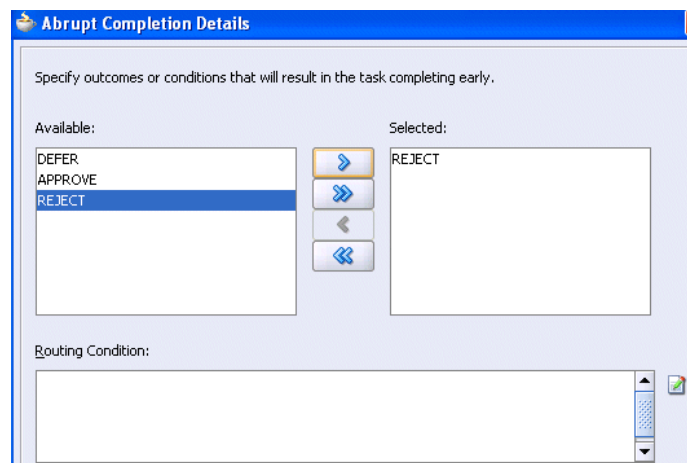 Abrupt Completion Details
Specify outcomes or conditions that will result in the task completing early.
Available:
Selected:
DEFER
APPROVE
REJECT
REJECT
Routing Condition: